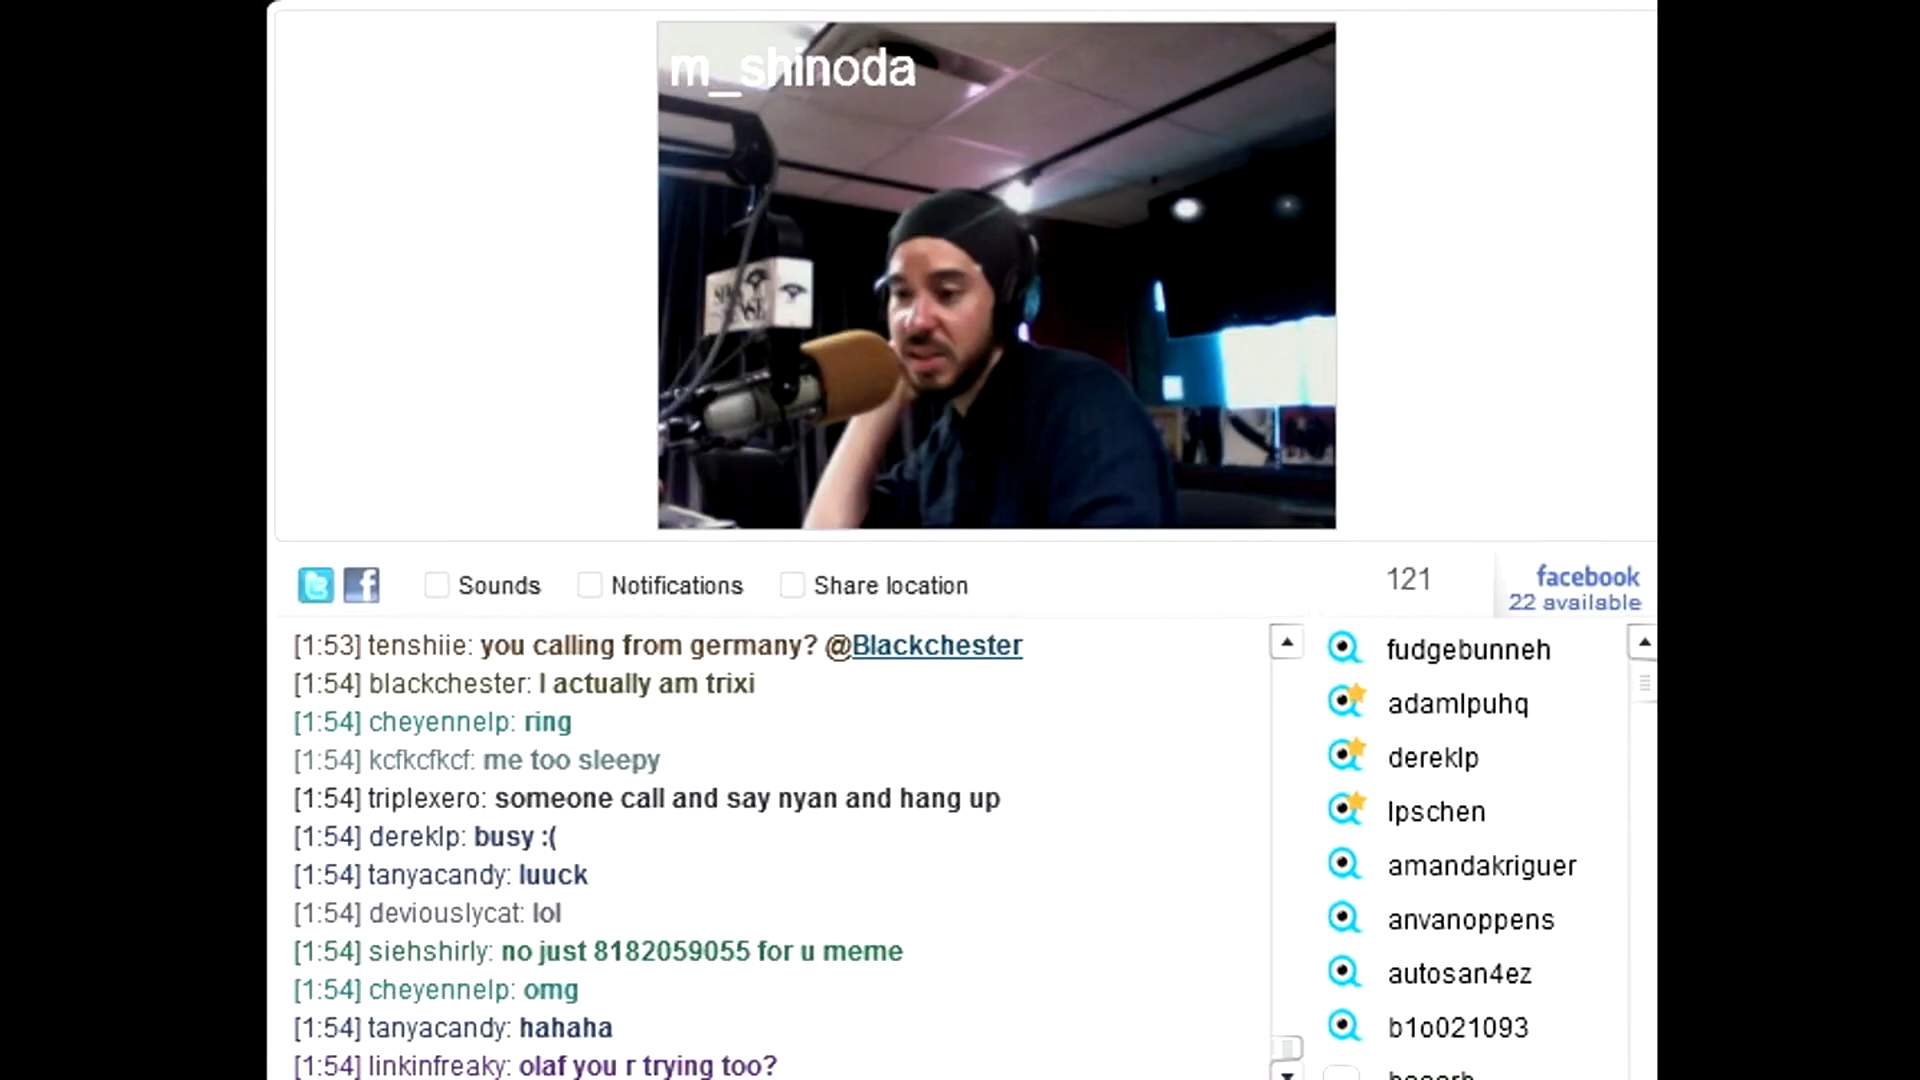 m_shinoda
Sounds Notifications Share location 121 facebook
22 available
[1:53] tenshiie: you calling from germany? @Blackchester
[1:54] blackchester: I actually am trixi
[1:54] cheyennelp: ring
[1:54] kcfkcfkcf: me too sleepy
[1:54] triplexero: someone call and say nyan and hang up
[1:54] dereklp: busy :(
[1:54] tanyacandy: luuck
[1:54] deviouslycat: lol
[1:54] siehshirly: no just 8182059055 for u meme
[1:54] cheyennelp: omg
[1:54] tanyacandy: hahaha
[1:54] linkinfreaky: olaf you r trying too?
fudgebunneh
adamlpuhq
dereklp
lpschen
amandakriguer
anvanoppens
autosan4ez
b1o021093